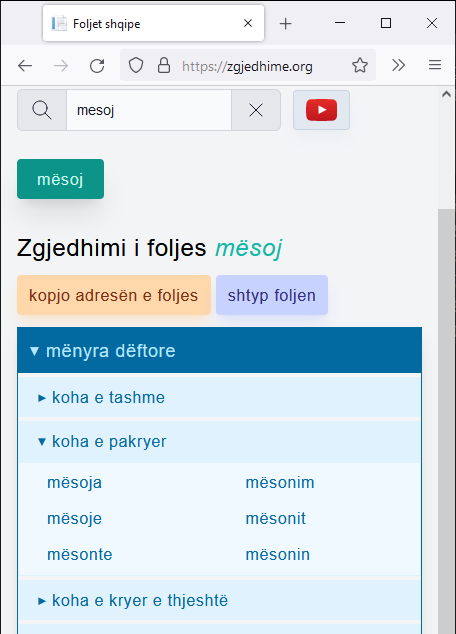 Foljet shqipe
https://zgjedhime.org
mesoj
mësoj
Zgjedhimi i foljes mësoj
kopjo adresën e foljes shtyp foljen
▾ mënyra dëftore
▸ koha e tashme
▾ koha e pakryer
mësoja mësonim
mësoje mësonit
mësonte mësonin
▸ koha e kryer e thjeshtë